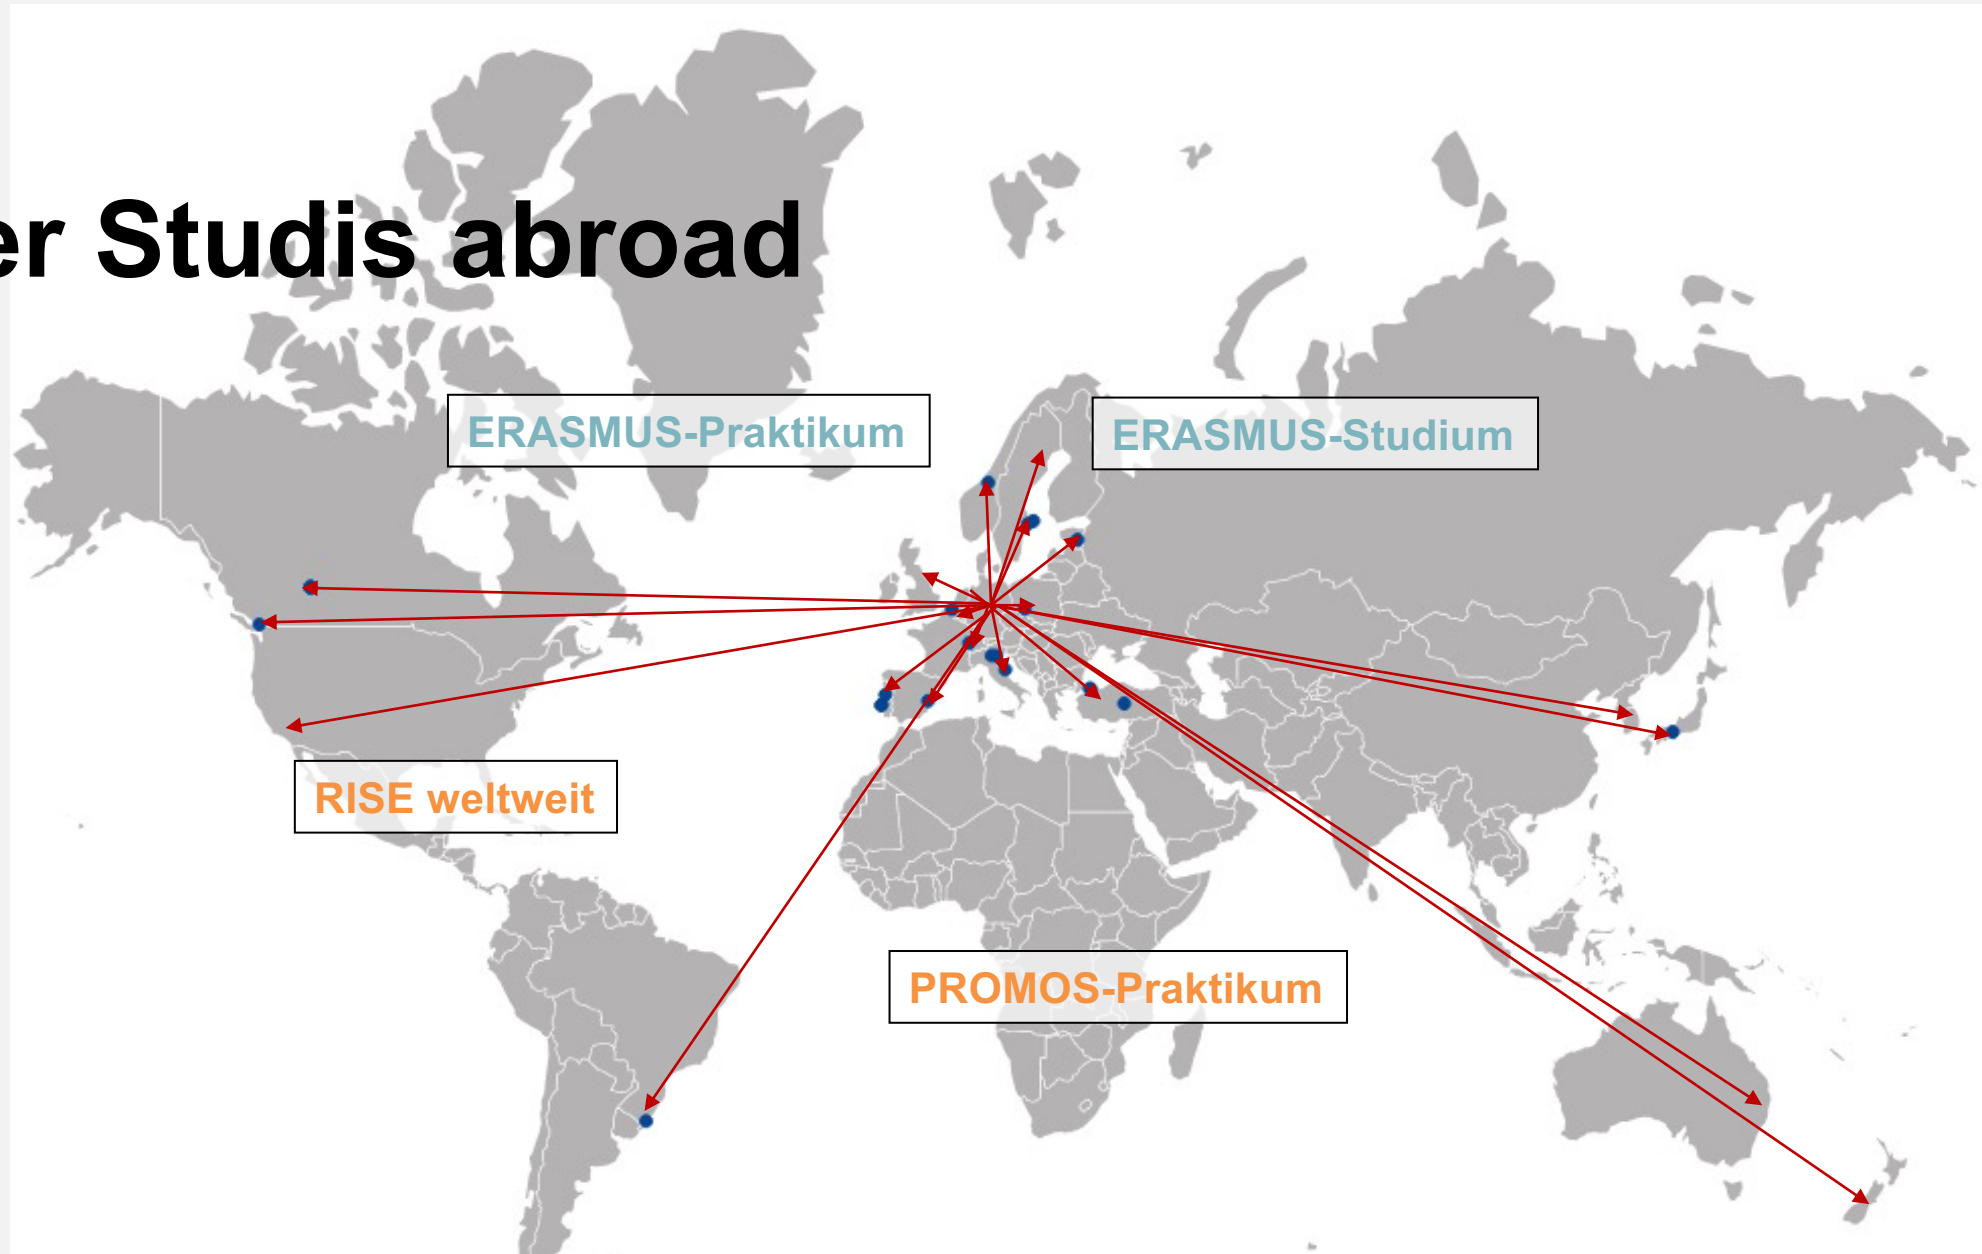 er Studis abroad
ERASMUS-Praktikum
ERASMUS-Studium
RISE weltweit
PROMOS-Praktikum